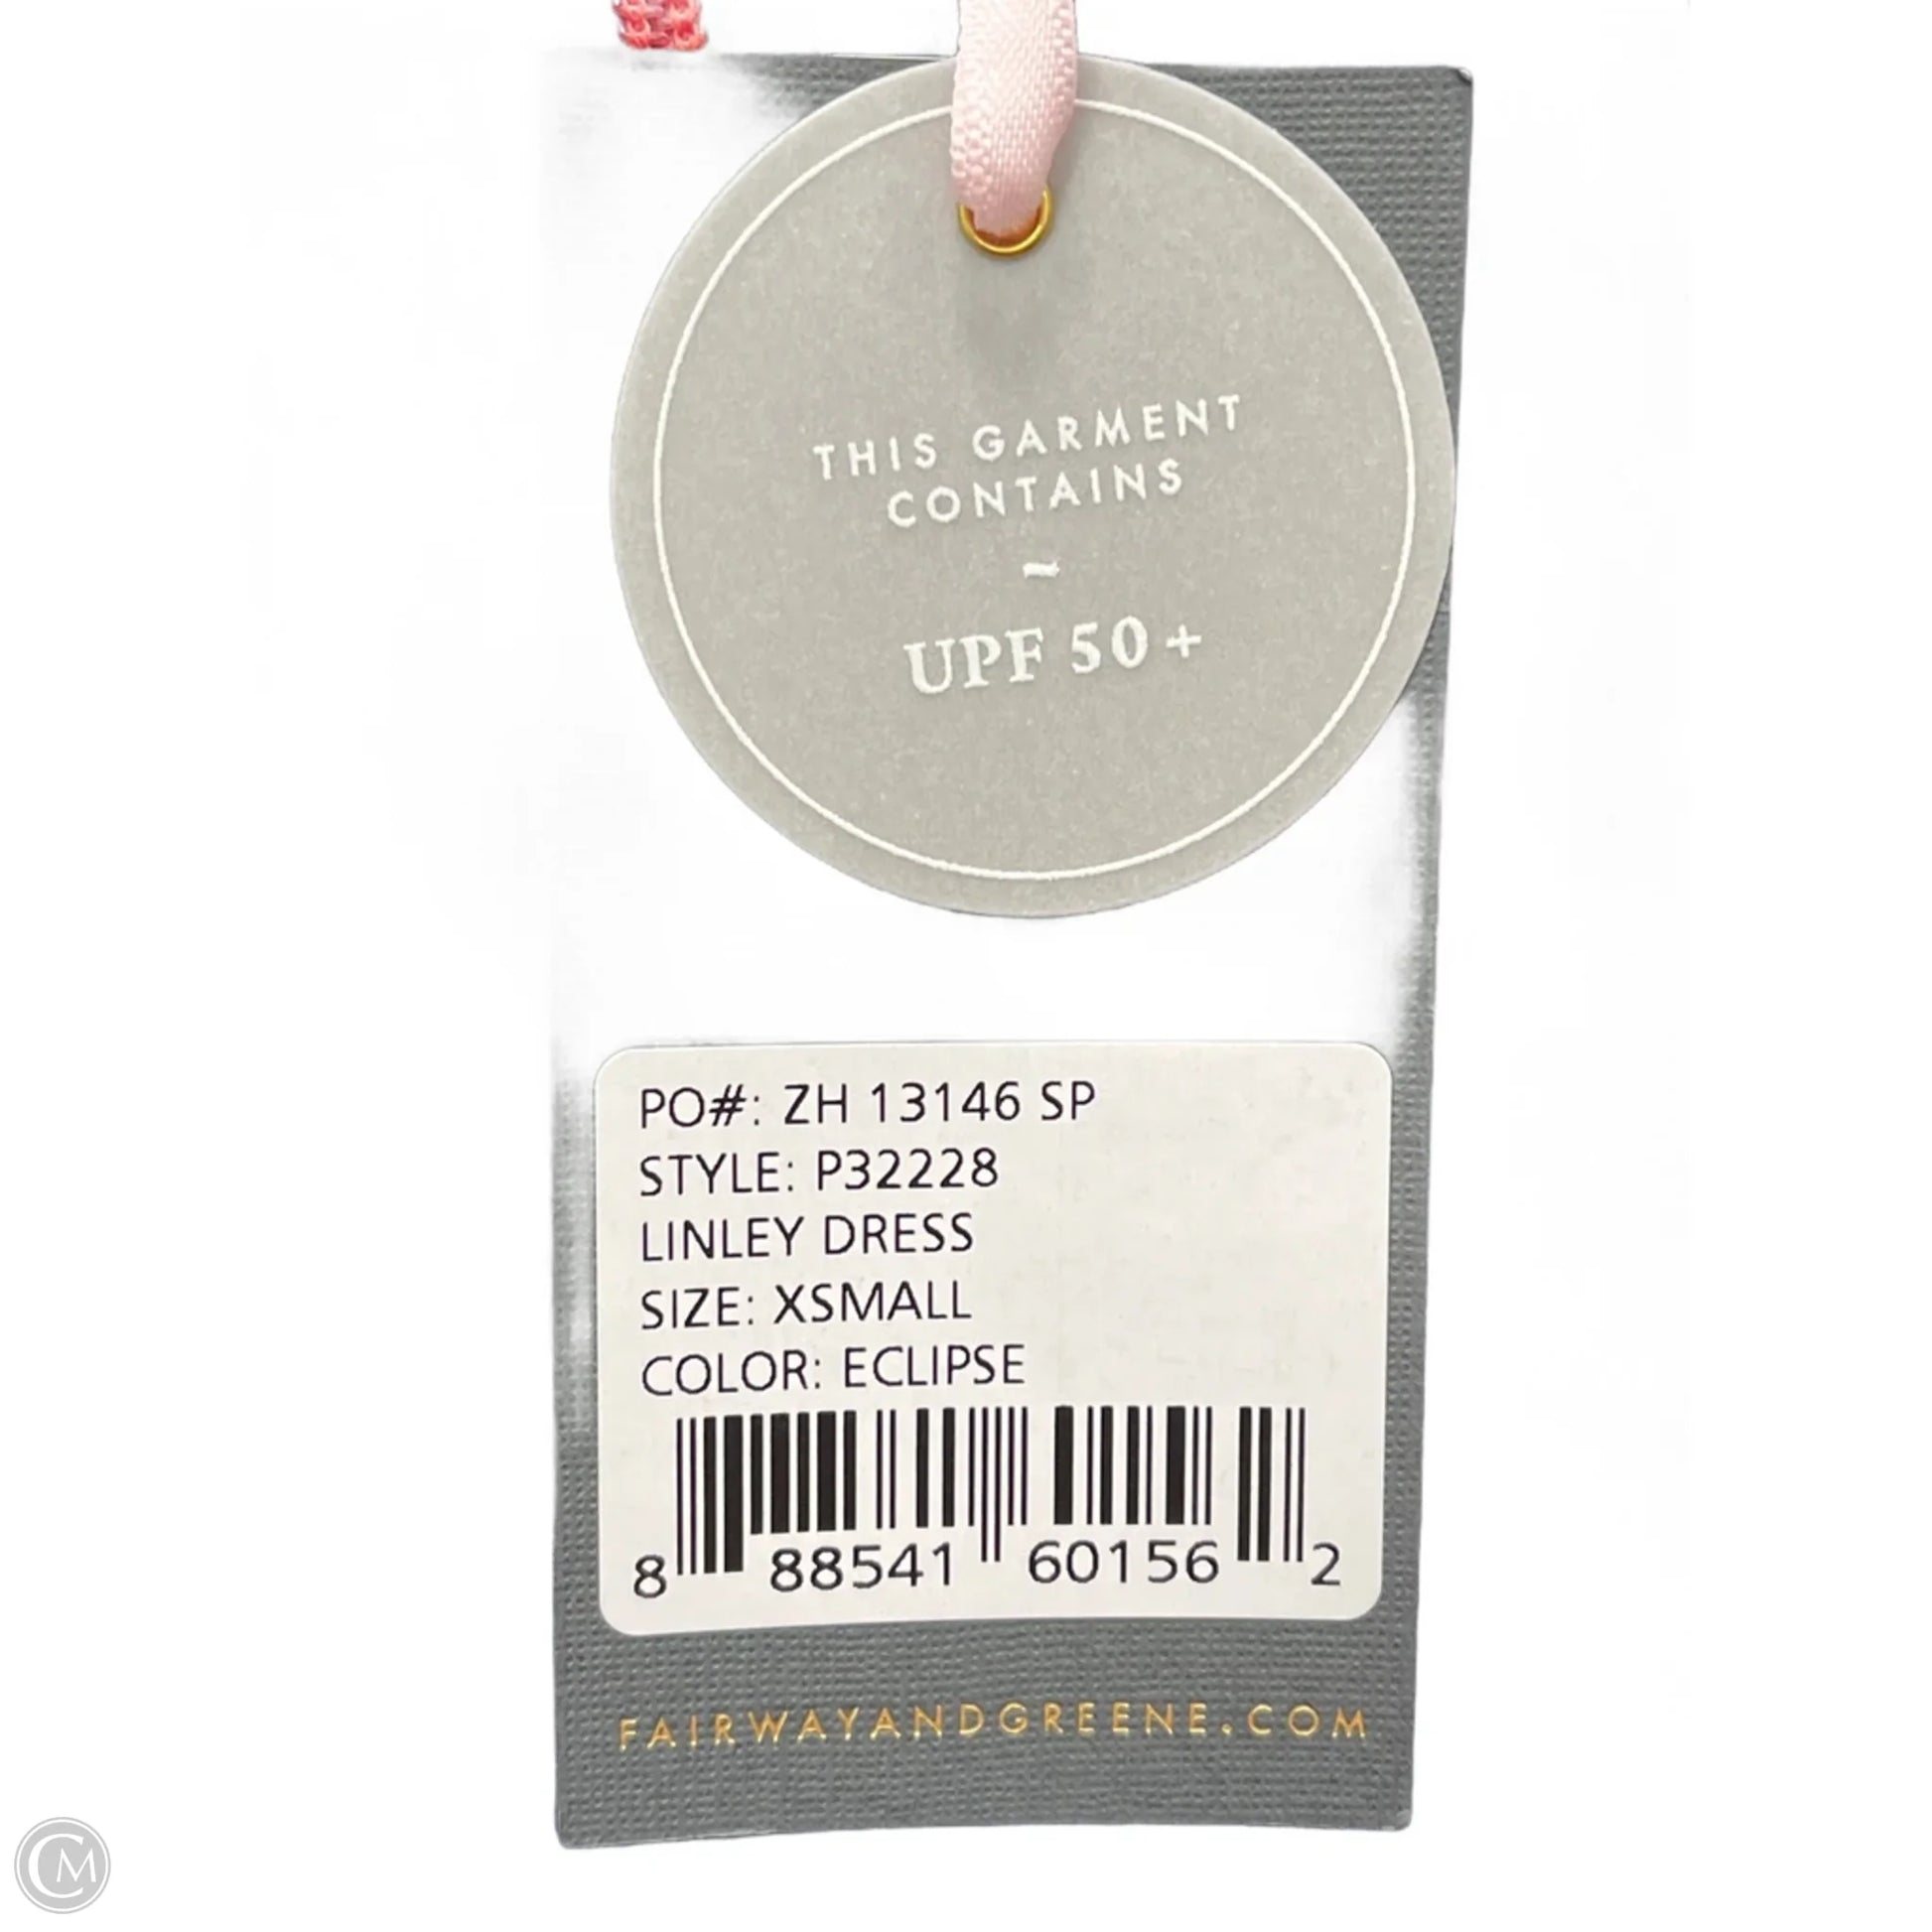 THIS GARMENT
CONTAINS
~
UPF 50+
PO#: ZH 13146 SP
STYLE: P32228
LINLEY DRESS
SIZE: XSMALL
COLOR: ECLIPSE
8 88541 60156 2
FAIRWAYANDGREENE.COM
CM